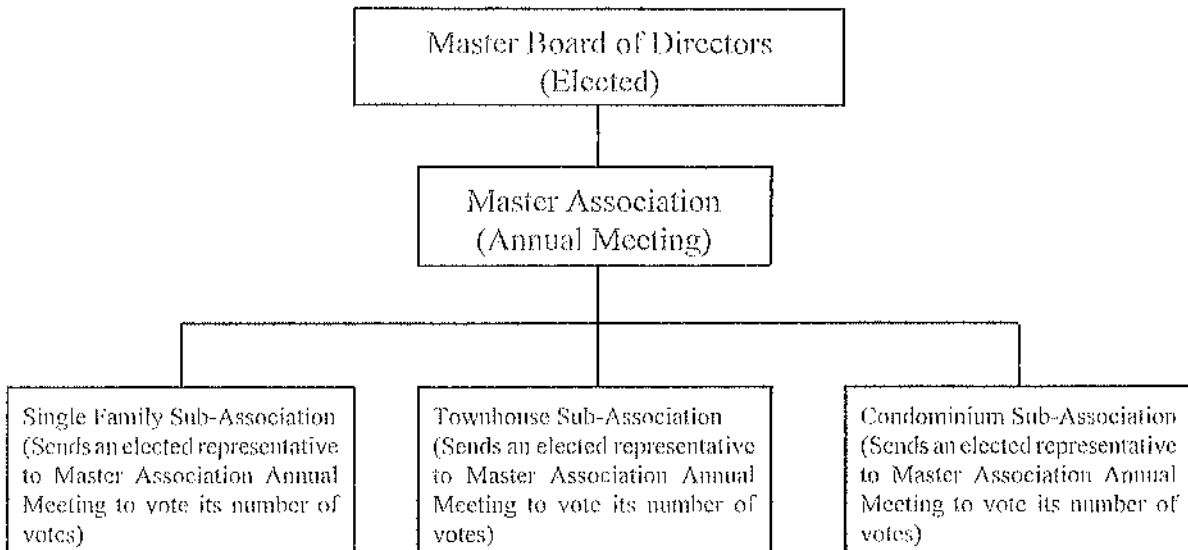 Master Board of Directors
(Elected)
Master Association
(Annual Meeting)
Single Family Sub-Association
(Sends an elected representative
to Master Association Annual
Meeting to vote its number of
votes)
Townhouse Sub-Association
(Sends an elected representative
to Master Association Annual
Meeting to vote its number of
votes)
Condominium Sub-Association
(Sends an elected representative
to Master Association Annual
Meeting to vote its number of
votes)